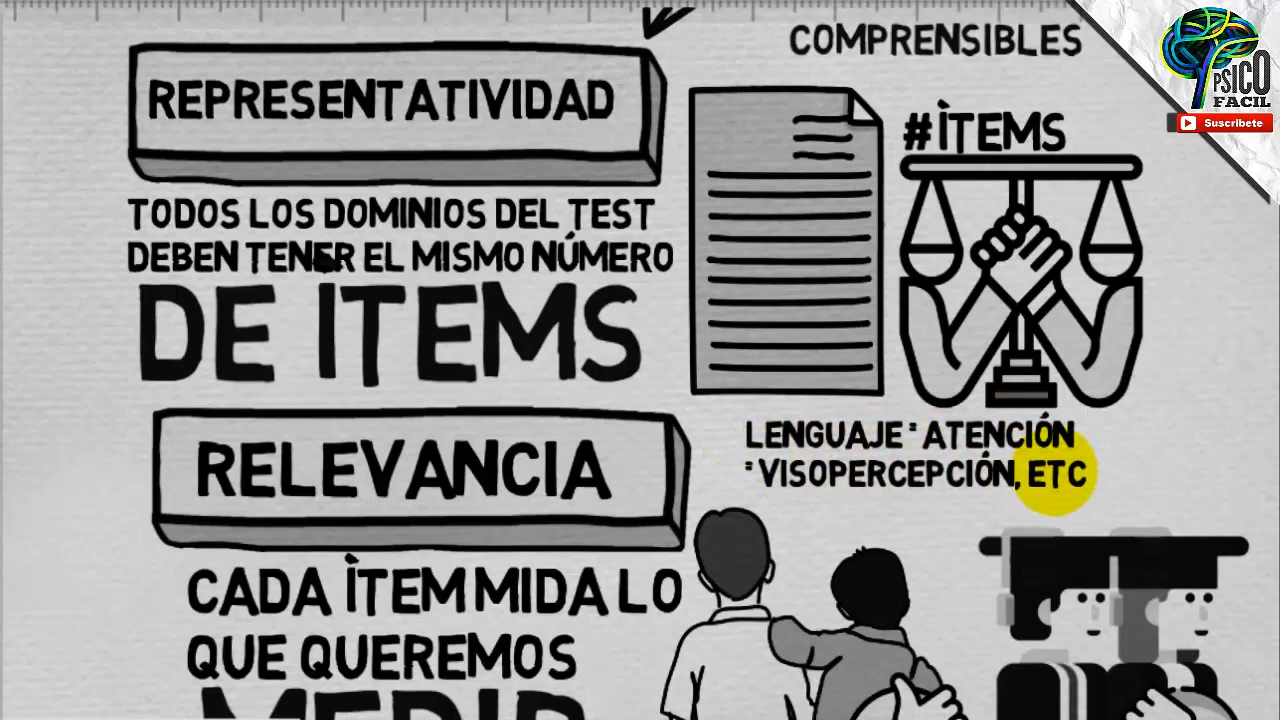 COMPRENSIBLES
PSICO
FACIL
Suscríbete
REPRESENTATIVIDAD
TODOS LOS DOMINIOS DEL TEST
DEBEN TENER EL MISMO NÚMERO
DE ÍTEMS
#ÍTEMS
LENGUAJE = ATENCIÓN
= VISOPERCEPCIÓN, ETC
RELEVANCIA
CADA ÍTEM MIDA LO
QUE QUEREMOS
MEDIR